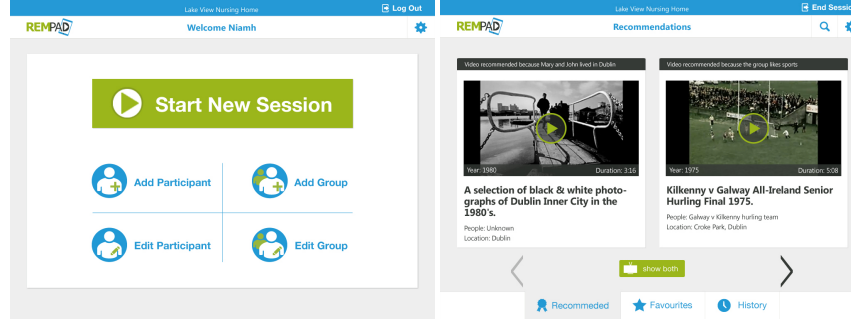 Lake View Nursing Home
Log Out
REMPAD
Welcome Niamh
Start New Session
Add Participant
Add Group
Edit Participant
Edit Group
Lake View Nursing Home
End Sessio
REMPAD
Recommendations
Video recommended because Mary and John lived in Dublin
Year: 1980
Duration: 3:16
A selection of black & white photo-
graphs of Dublin Inner City in the
1980's.
People: Unknown
Location: Dublin
Video recommended because the group likes sports
Year: 1975
Duration: 5:08
Kilkenny v Galway All-Ireland Senior
Hurling Final 1975.
People: Galway v Kilkenny hurling team
Location: Croke Park, Dublin
show both
Recommeded
Favourites
History